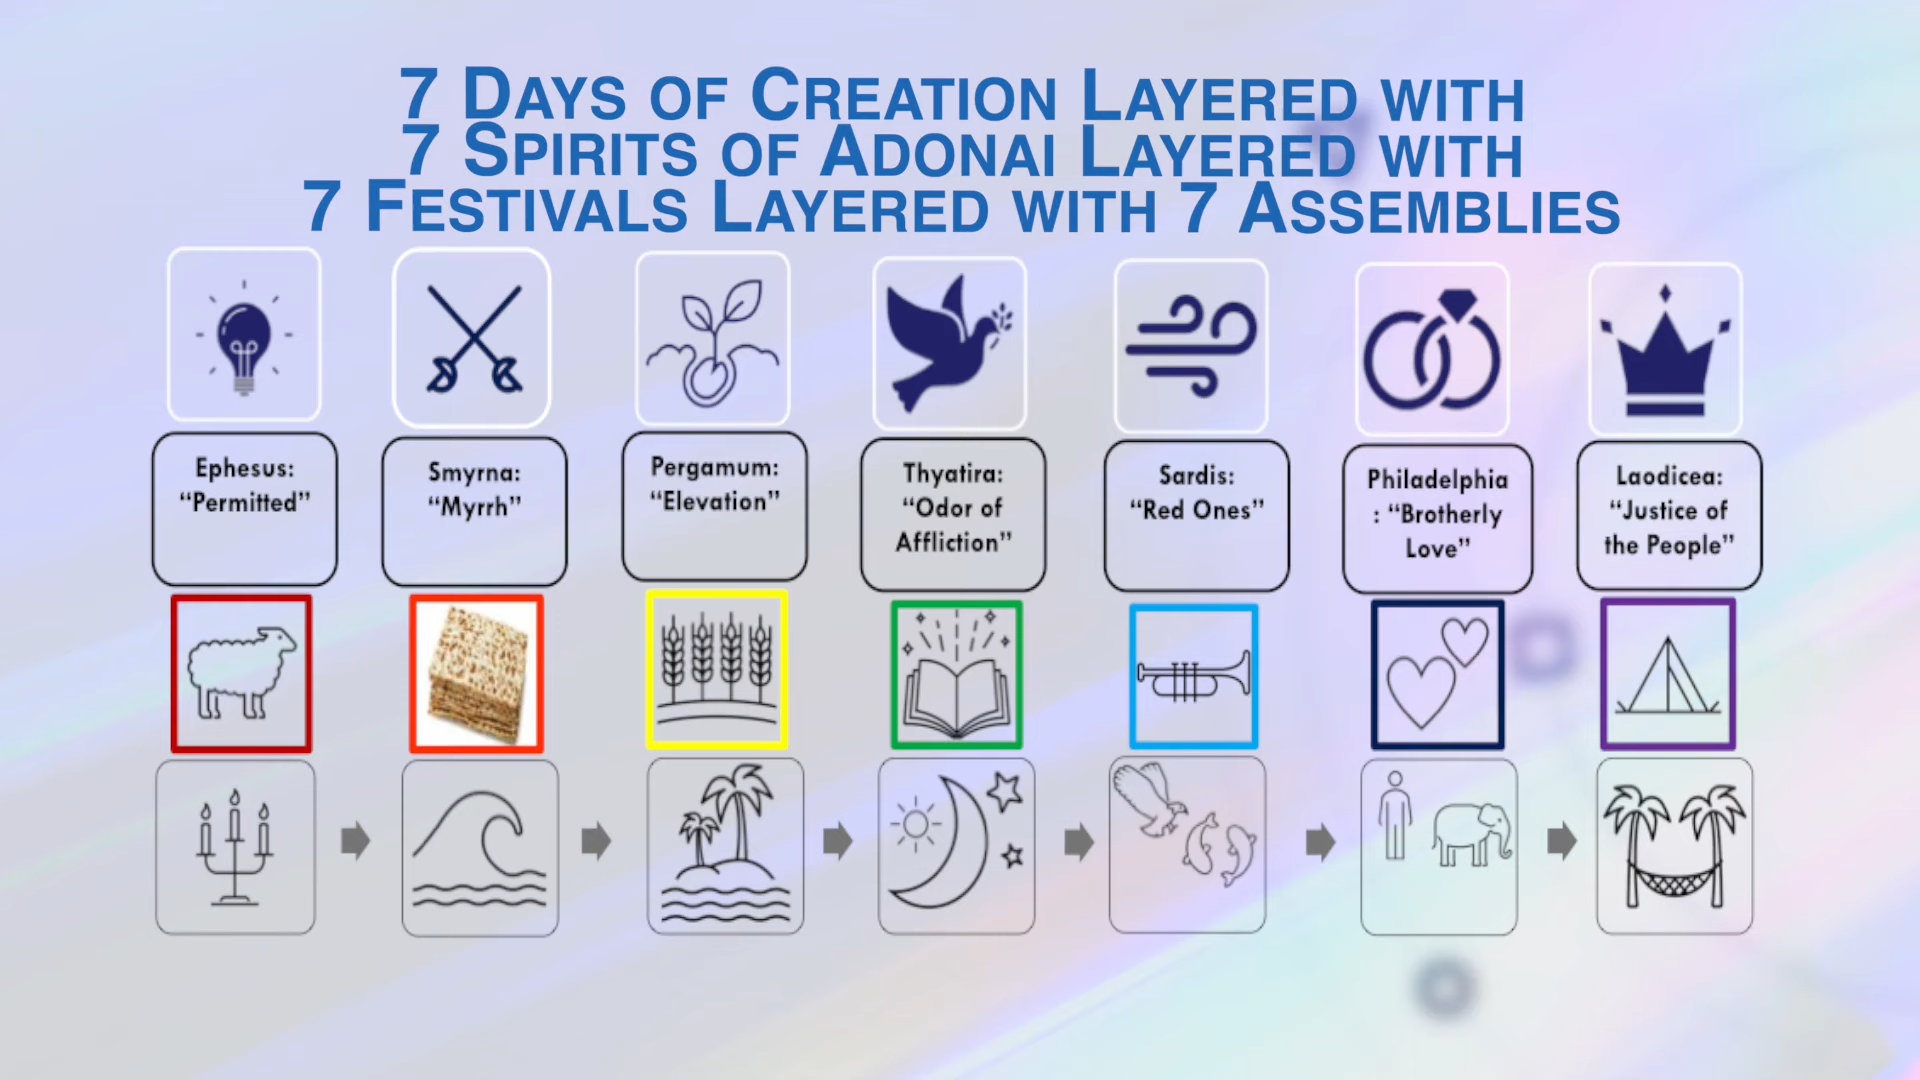 7 DAYS OF CREATION LAYERED WITH
7 SPIRITS OF ADONAI LAYERED WITH
7 FESTIVALS LAYERED WITH 7 ASSEMBLIES
Ephesus:
“Permitted”
Smyrna:
“Myrrh”
Pergamum:
“Elevation”
Thyatira:
“Odor of
Affliction”
Sardis:
“Red Ones”
Philadelphia
: “Brotherly
Love”
Laodicea:
“Justice of
the People”